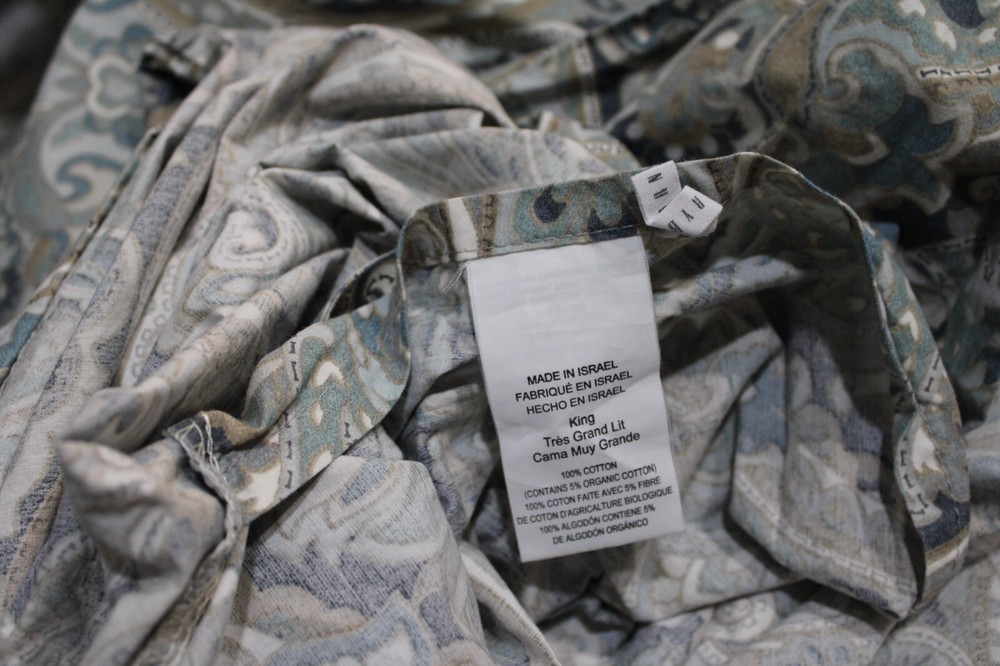 MADE IN ISRAEL
FABRIQUÉ EN ISRAEL
HECHO EN ISRAEL
King
Très Grand Lit
Cama Muy Grande
100% COTTON
(CONTAINS 5% ORGANIC COTTON)
100% COTON FAITE AVEC 5% FIBRE
DE COTON D'AGRICULTURE BIOLOGIQUE
100% ALGODÓN CONTIENE 5%
DE ALGODÓN ORGÁNICO